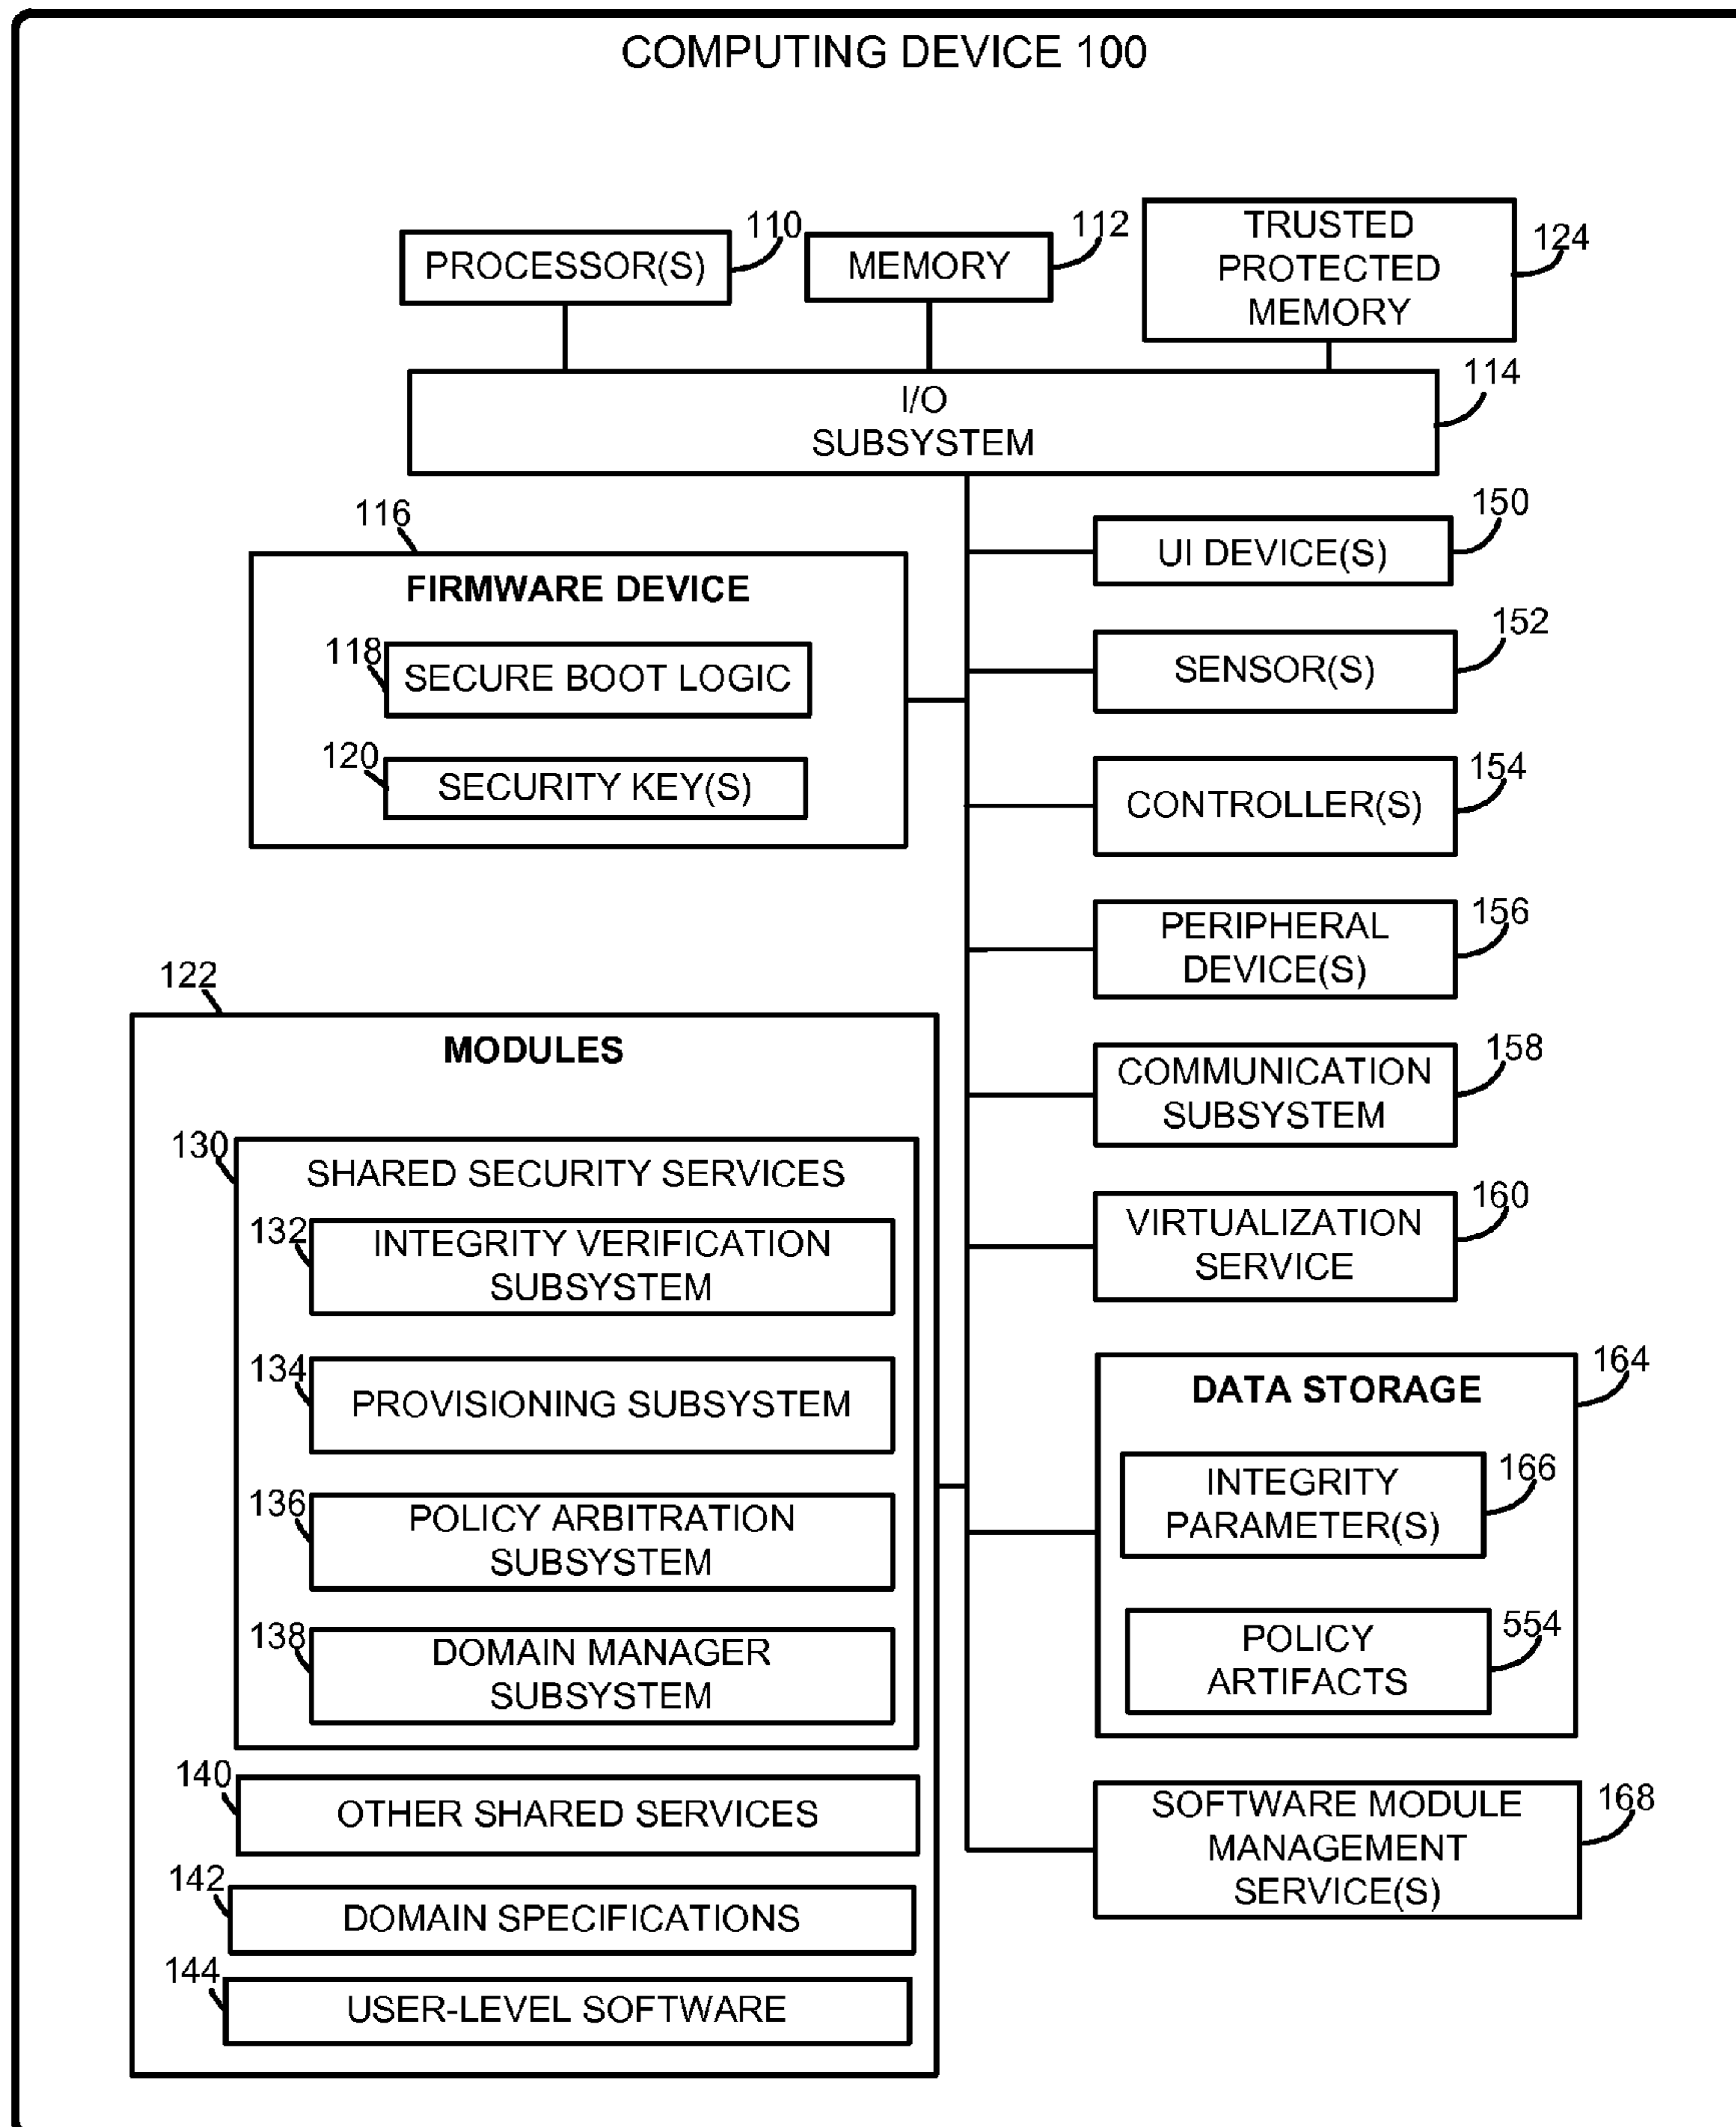 COMPUTING DEVICE 100
110
PROCESSOR(S)
112
MEMORY
124
TRUSTED
PROTECTED
MEMORY
114
I/O
SUBSYSTEM
116
FIRMWARE DEVICE
118
SECURE BOOT LOGIC
120
SECURITY KEY(S)
150
UI DEVICE(S)
152
SENSOR(S)
154
CONTROLLER(S)
156
PERIPHERAL
DEVICE(S)
158
COMMUNICATION
SUBSYSTEM
160
VIRTUALIZATION
SERVICE
122
MODULES
130
SHARED SECURITY SERVICES
132
INTEGRITY VERIFICATION
SUBSYSTEM
134
PROVISIONING SUBSYSTEM
136
POLICY ARBITRATION
SUBSYSTEM
138
DOMAIN MANAGER
SUBSYSTEM
140
OTHER SHARED SERVICES
142
DOMAIN SPECIFICATIONS
144
USER-LEVEL SOFTWARE
164
DATA STORAGE
166
INTEGRITY
PARAMETER(S)
554
POLICY
ARTIFACTS
168
SOFTWARE MODULE
MANAGEMENT
SERVICE(S)